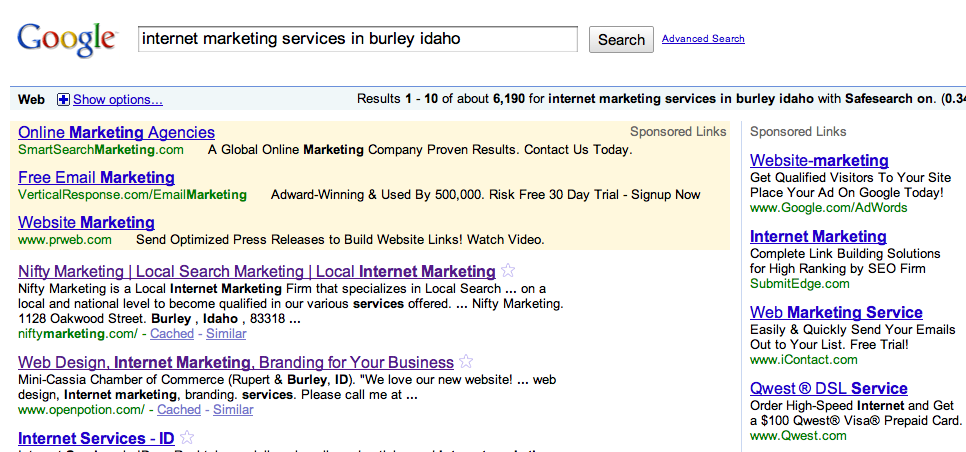 Google
internet marketing services in burley idaho
Search
Advanced Search
Web
Show options...
Results 1 - 10 of about 6,190 for internet marketing services in burley idaho with Safesearch on. (0.34
Online Marketing Agencies
Sponsored Links
SmartSearchMarketing.com A Global Online Marketing Company Proven Results. Contact Us Today.
Free Email Marketing
VerticalResponse.com/EmailMarketing Adward-Winning & Used By 500,000. Risk Free 30 Day Trial - Signup Now
Website Marketing
www.prweb.com Send Optimized Press Releases to Build Website Links! Watch Video.
Nifty Marketing | Local Search Marketing | Local Internet Marketing
Nifty Marketing is a Local Internet Marketing Firm that specializes in Local Search ... on a
local and national level to become qualified in our various services offered. ... Nifty Marketing.
1128 Oakwood Street. Burley , Idaho , 83318 ...
niftymarketing.com/ - Cached - Similar
Web Design, Internet Marketing, Branding for Your Business
Mini-Cassia Chamber of Commerce (Rupert & Burley, ID). "We love our new website! ... web
design, Internet marketing, branding. services. Please call me at ...
www.openpotion.com/ - Cached - Similar
Internet Services - ID
Sponsored Links
Website-marketing
Get Qualified Visitors To Your Site
Place Your Ad On Google Today!
www.Google.com/AdWords
Internet Marketing
Complete Link Building Solutions
for High Ranking by SEO Firm
SubmitEdge.com
Web Marketing Service
Easily & Quickly Send Your Emails
Out to Your List. Free Trial!
www.iContact.com
Qwest ® DSL Service
Order High-Speed Internet and Get
a $100 Qwest® Visa® Prepaid Card.
www.Qwest.com